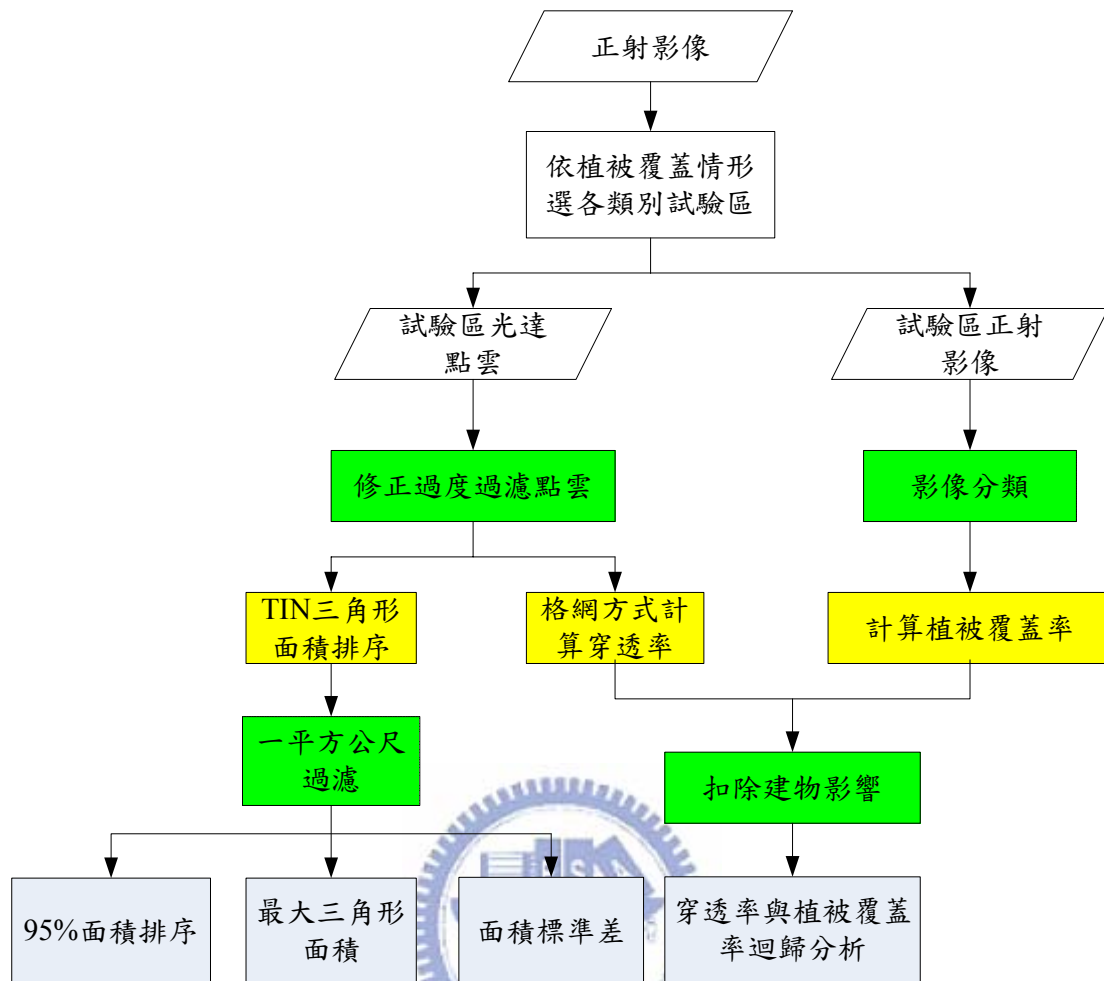 正射影像
依植被覆蓋情形
選各類別試驗區
試驗區光達
點雲
試驗區正射
影像
修正過度過濾點雲
影像分類
TIN三角形
面積排序
格網方式計
算穿透率
計算植被覆蓋率
一平方公尺
過濾
扣除建物影響
95%面積排序
最大三角形
面積
面積標準差
穿透率與植被覆蓋
率迴歸分析